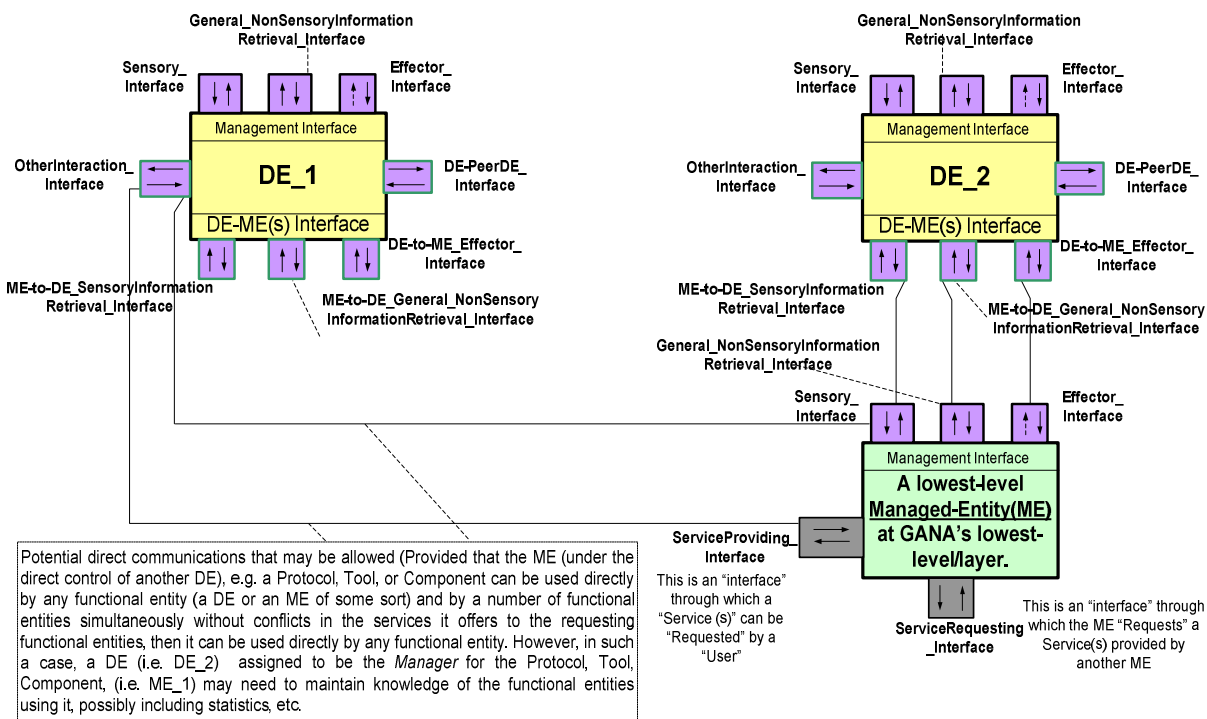 General_NonSensoryInformation
Retrieval_Interface
Sensory_
Interface
Effector_
Interface
Management Interface
OtherInteraction_
Interface
DE_1
DE-PeerDE_
Interface
DE-ME(s) Interface
DE-to-ME_Effector_
Interface
ME-to-DE_SensoryInformation
Retrieval_Interface
ME-to-DE_General_NonSensory
InformationRetrieval_Interface
General_NonSensoryInformation
Retrieval_Interface
Sensory_
Interface
Effector_
Interface
Management Interface
OtherInteraction_
Interface
DE_2
DE-PeerDE_
Interface
DE-ME(s) Interface
DE-to-ME_Effector_
Interface
ME-to-DE_SensoryInformation
Retrieval_Interface
ME-to-DE_General_NonSensory
InformationRetrieval_Interface
General_NonSensoryInformation
Retrieval_Interface
Sensory_
Interface
Effector_
Interface
Management Interface
A lowest-level
Managed-Entity(ME)
at GANA's lowest-
level/layer.
ServiceProviding_
Interface
This is an “interface”
through which a
“Service (s)” can be
“Requested” by a
“User”
ServiceRequesting
_Interface
This is an “interface” through
which the ME “Requests” a
Service(s) provided by
another ME
Potential direct communications that may be allowed (Provided that the ME (under the
direct control of another DE), e.g. a Protocol, Tool, or Component can be used directly
by any functional entity (a DE or an ME of some sort) and by a number of functional
entities simultaneously without conflicts in the services it offers to the requesting
functional entities, then it can be used directly by any functional entity. However, in such
a case, a DE (i.e. DE_2) assigned to be the Manager for the Protocol, Tool,
Component, (i.e. ME_1) may need to maintain knowledge of the functional entities
using it, possibly including statistics, etc.